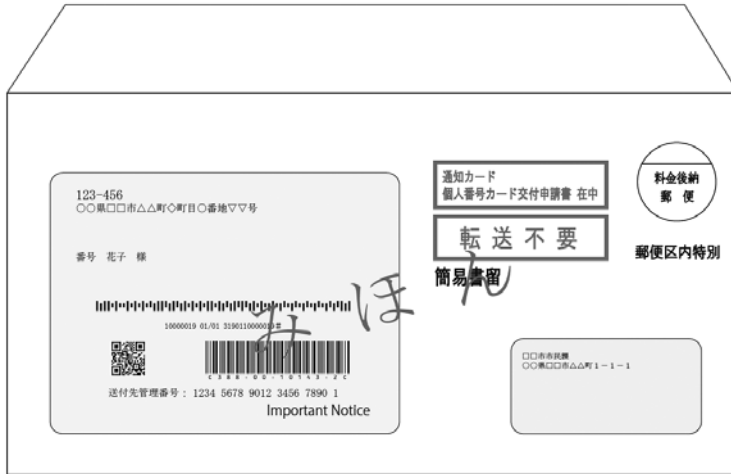 123-456
○○県□□市△△町◇町目○番地▽▽号
番号 花子 様
10000019 01/01 3190110000019#
送付先管理番号：1234 5678 9012 3456 7890 1
Important Notice
通知カード
個人番号カード交付申請書 在中
転送不要
簡易書留
料金後納
郵便
郵便区内特別
みほん
□□市市民課
○○県□□市△△町1-1-1